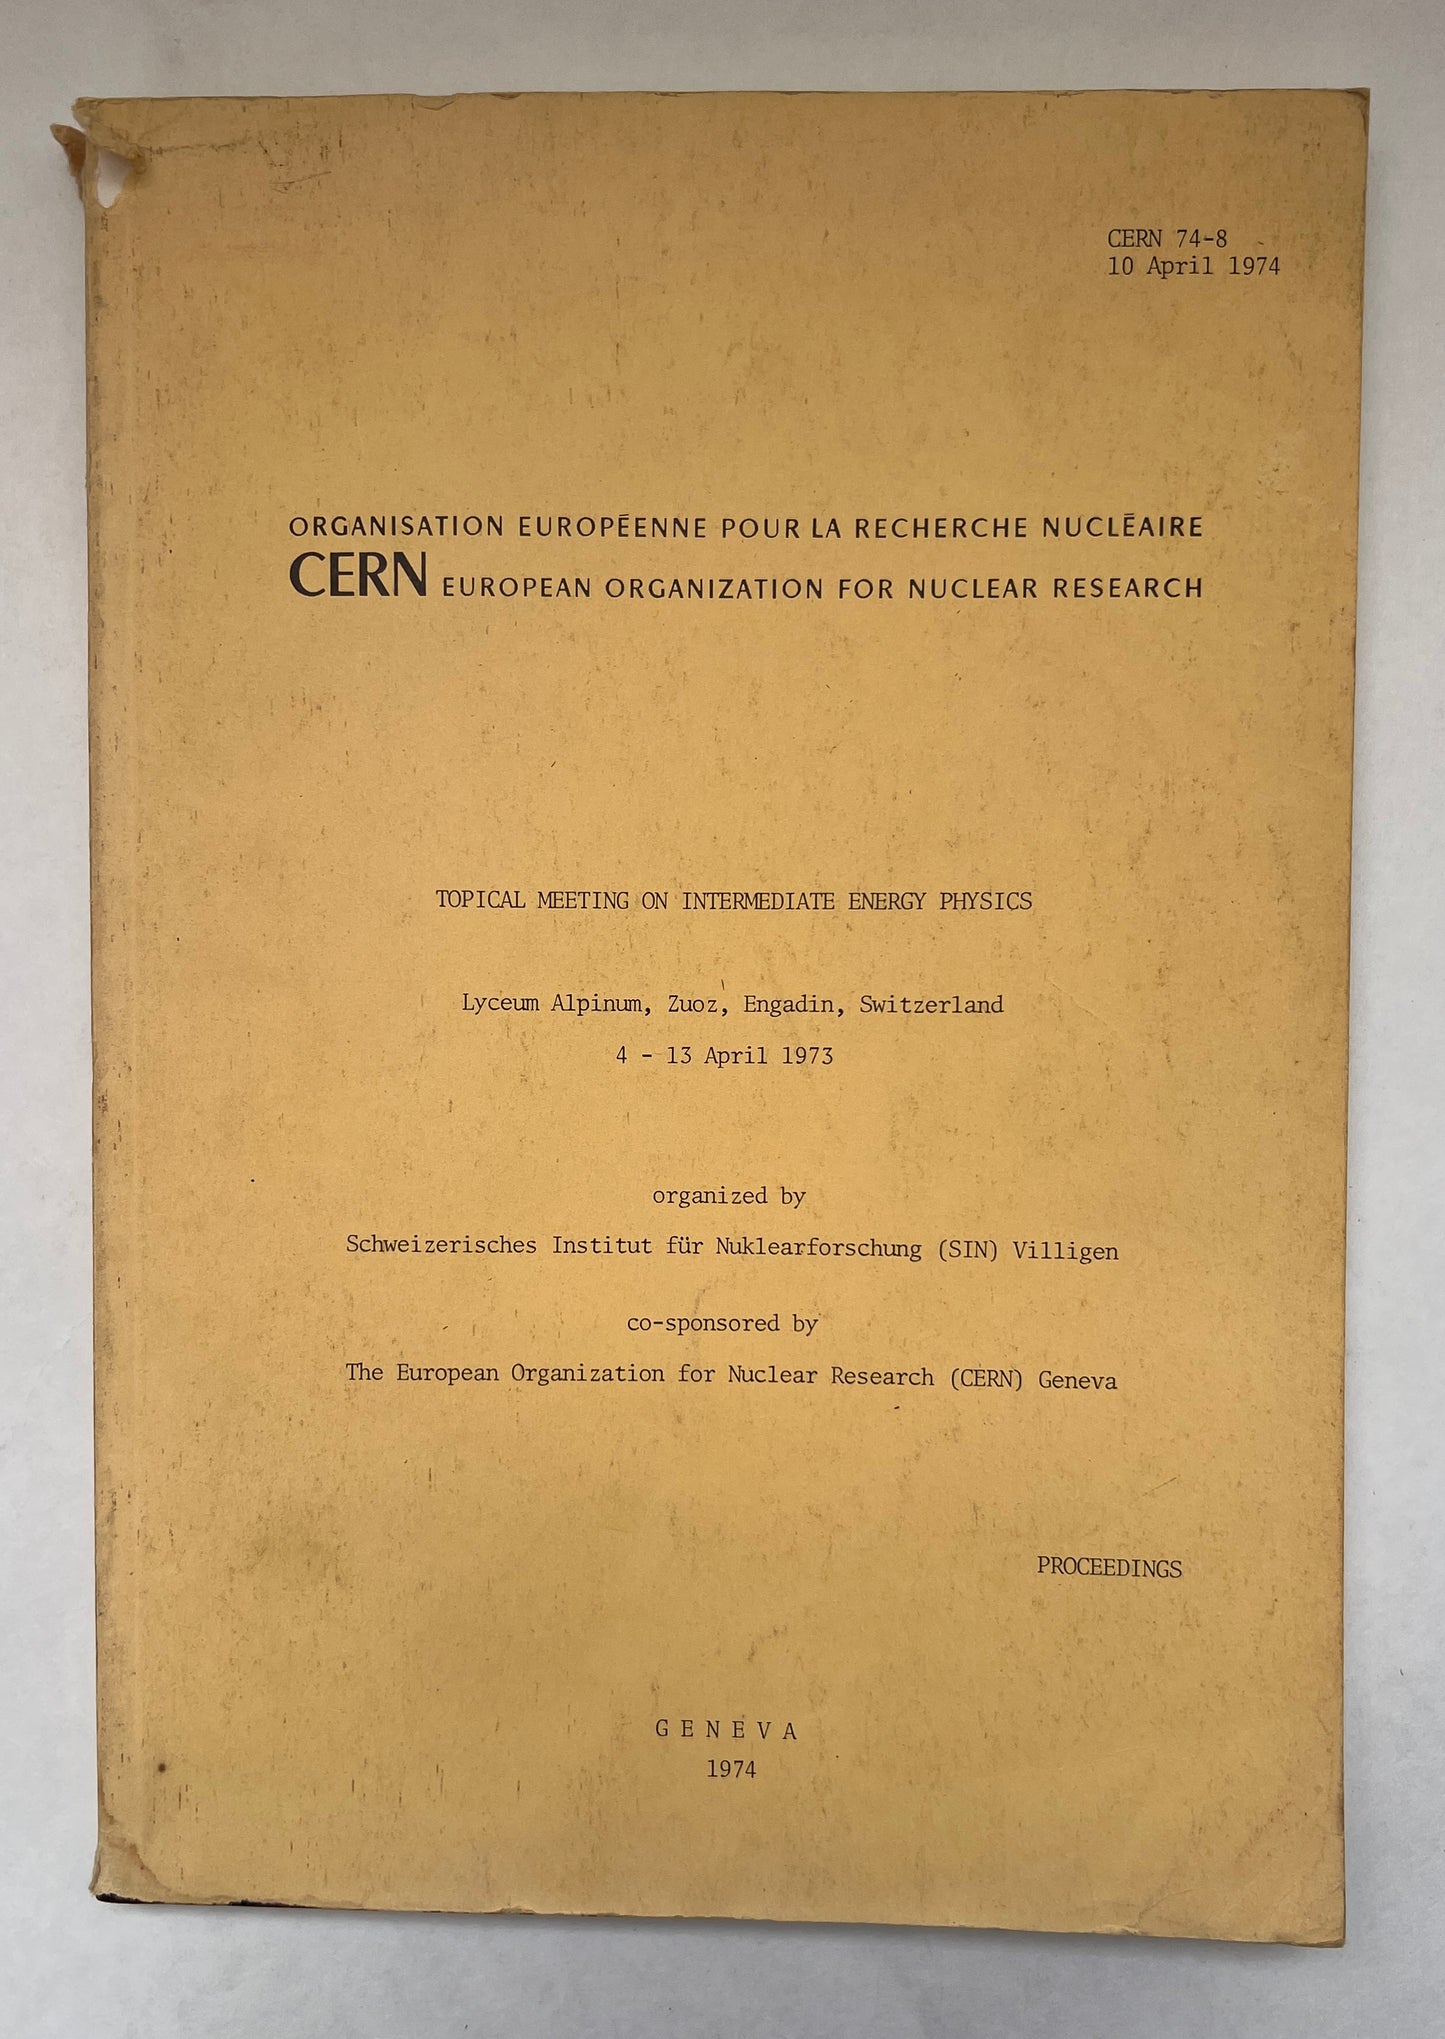 CERN 74-8
10 April 1974
ORGANISATION EUROPÉENNE POUR LA RECHERCHE NUCLÉAIRE
CERN EUROPEAN ORGANIZATION FOR NUCLEAR RESEARCH
TOPICAL MEETING ON INTERMEDIATE ENERGY PHYSICS
Lyceum Alpinum, Zuoz, Engadin, Switzerland
4 - 13 April 1973
organized by
Schweizerisches Institut für Nuklearforschung (SIN) Villigen
co-sponsored by
The European Organization for Nuclear Research (CERN) Geneva
PROCEEDINGS
GENEVA
1974